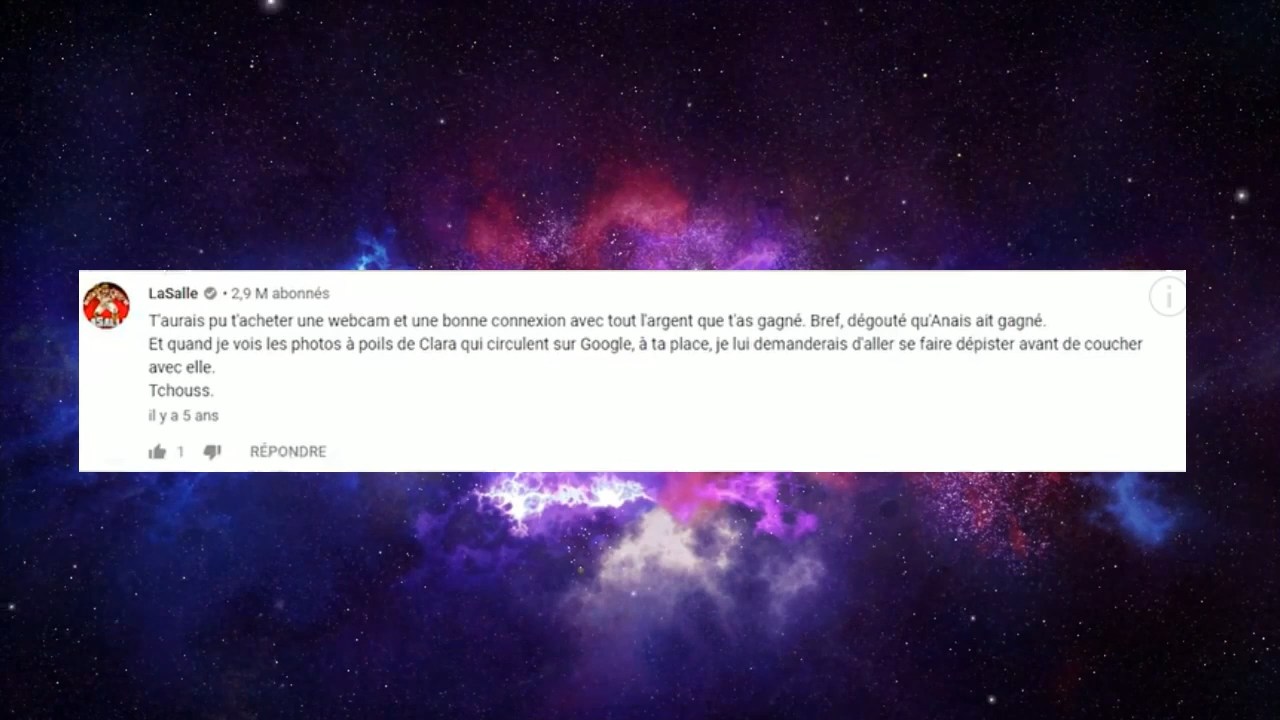 LaSalle • 2,9 M abonnés
T'aurais pu t'acheter une webcam et une bonne connexion avec tout l'argent que t'as gagné. Bref, dégouté qu'Anais ait gagné.
Et quand je vois les photos à poils de Clara qui circulent sur Google, à ta place, je lui demanderais d'aller se faire dépister avant de coucher
avec elle.
Tchouss.
il y a 5 ans
1 RÉPONDRE